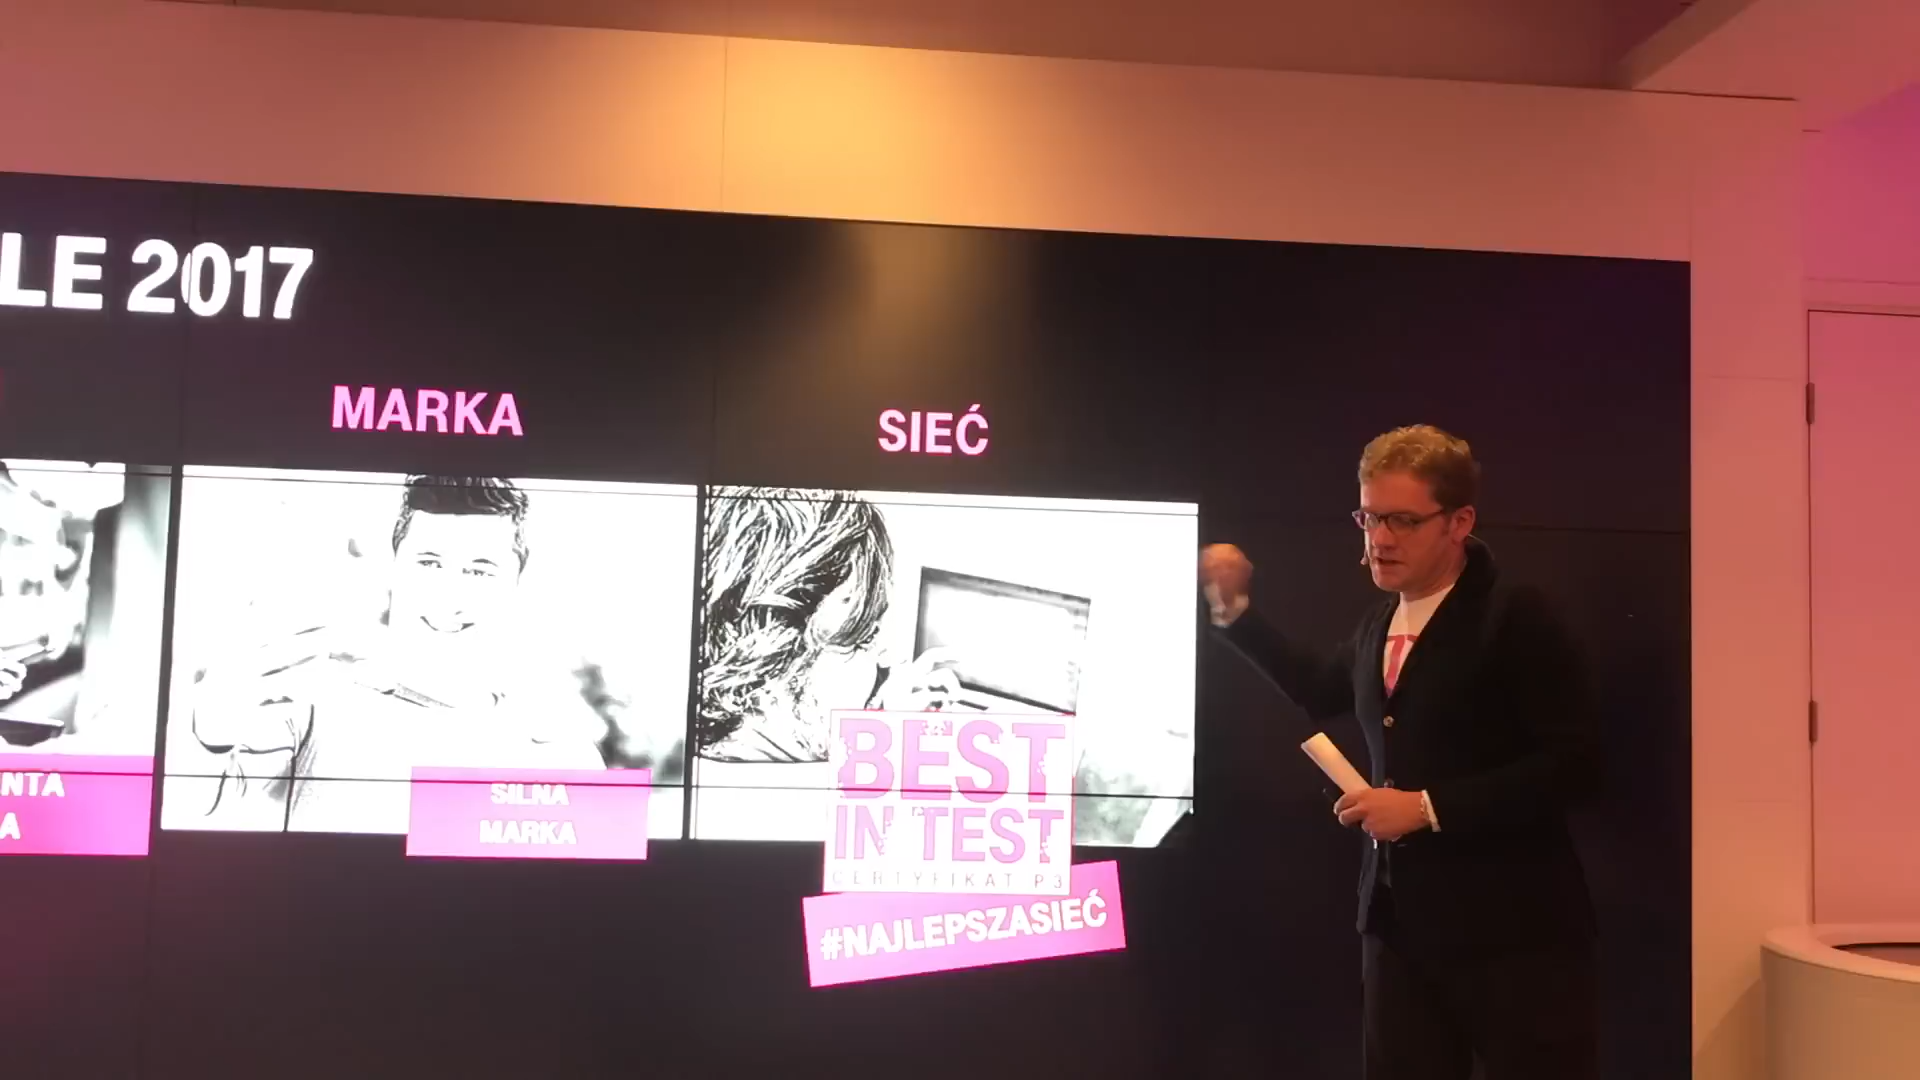 LE 2017
MARKA
SIEĆ
NTA
A
SILNA
MARKA
BEST
IN TEST
CERTYFIKAT P3
#NAJLEPSZASIEĆ